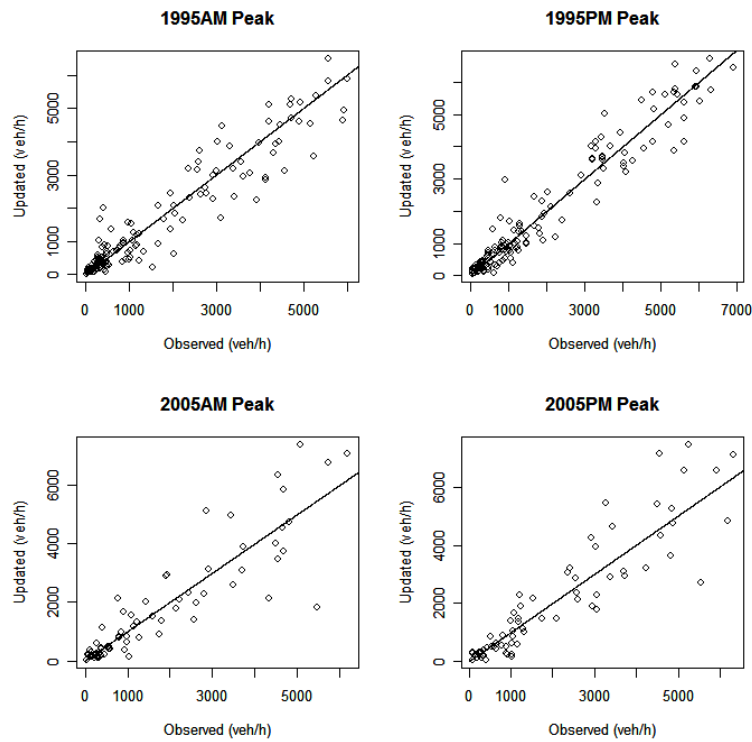 1995AM Peak
Updated (veh/h)
0 1000 3000 5000
0 1000 3000 5000
Observed (veh/h)
1995PM Peak
Updated (veh/h)
0 1000 3000 5000
0 1000 3000 5000 7000
Observed (veh/h)
2005AM Peak
Updated (veh/h)
0 2000 4000 6000
0 1000 3000 5000
Observed (veh/h)
2005PM Peak
Updated (veh/h)
0 2000 4000 6000
0 1000 3000 5000
Observed (veh/h)